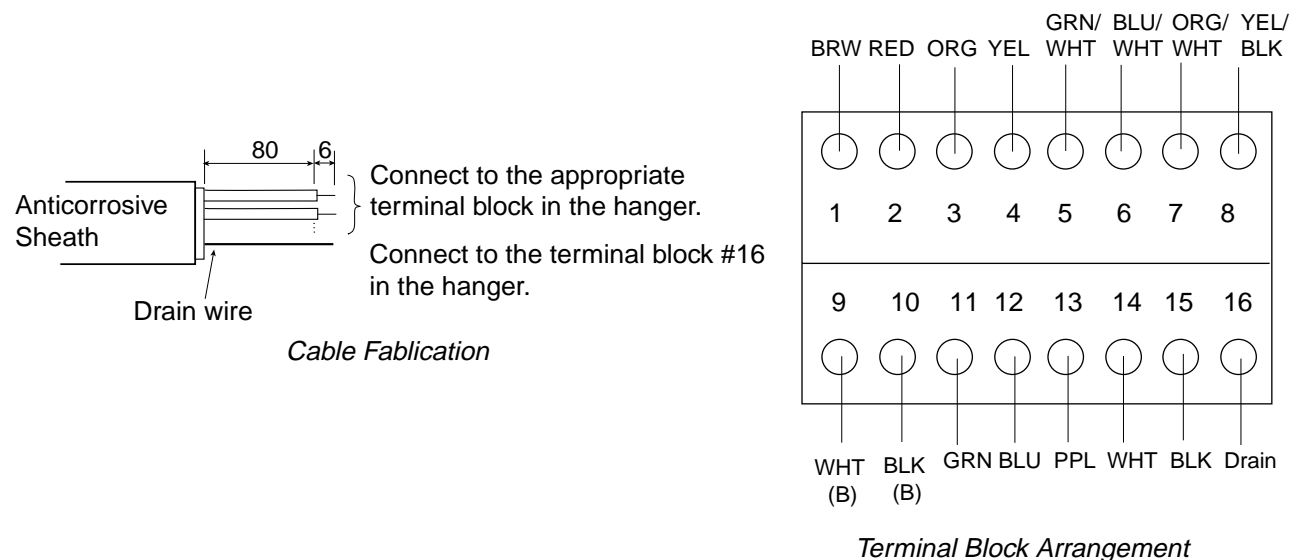 80
6
Anticorrosive
Sheath
Connect to the appropriate
terminal block in the hanger.
Connect to the terminal block #16
in the hanger.
Drain wire
Cable Fablication
GRN/ BLU/ ORG/ YEL/
BRW RED ORG YEL WHT WHT WHT BLK
1 2 3 4 5 6 7 8
9 10 11 12 13 14 15 16
WHT BLK GRN BLU PPL WHT BLK Drain
(B) (B)
Terminal Block Arrangement